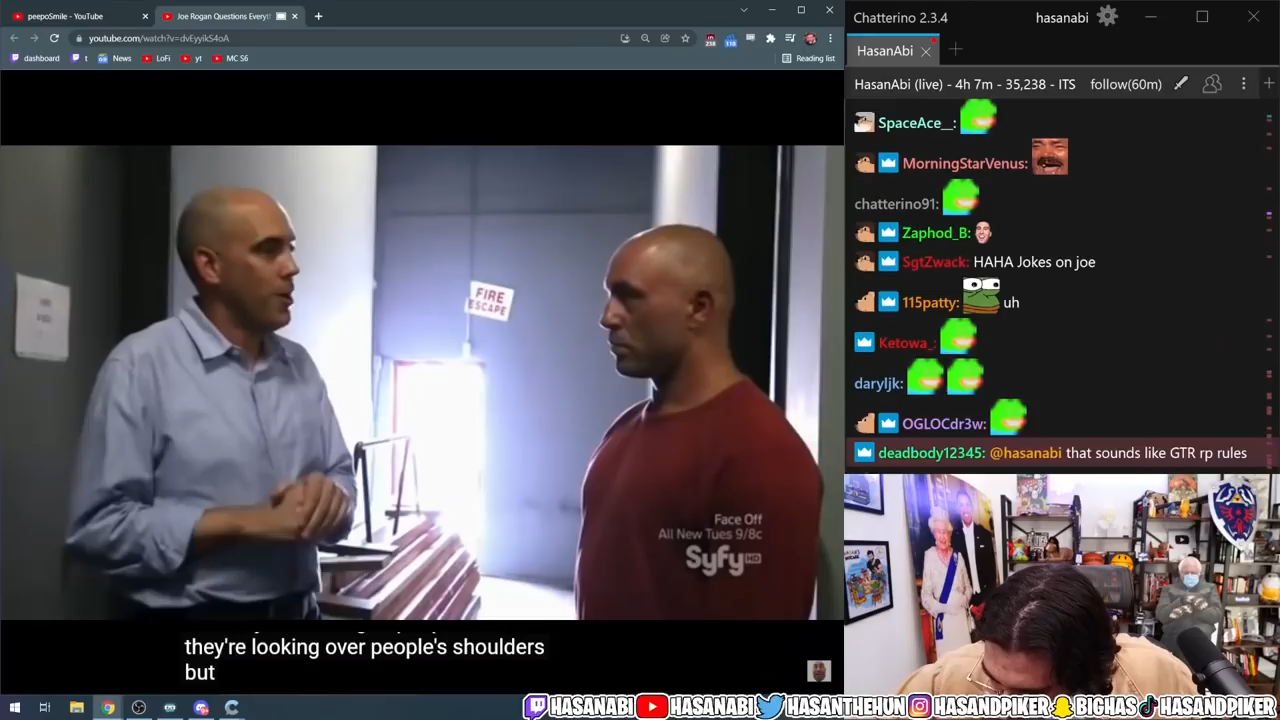 peepoSmile - YouTube
Joe Rogan Questions Everyt
youtube.com/watch?v=dvEyyikS4oA
238
118
dashboard
t
News
LoFi
yt
MC S6
Reading list
FIRE
ESCAPE
Face Off
All New Tues 9/8c
Syfy HD
they're looking over people's shoulders
but
Chatterino 2.3.4
hasanabi
HasanAbi
HasanAbi (live) - 4h 7m - 35,238 - ITS
follow(60m)
SpaceAce__:
MorningStarVenus:
chatterino91:
Zaphod_B:
SgtZwack: HAHA Jokes on joe
115patty: uh
Ketowa_:
daryljk:
OGLOCdr3w:
deadbody12345: @hasanabi that sounds like GTR rp rules
HASANABI
HASANABI
HASANTHEHUN
HASANDPIKER
BIGHAS
HASANDPIKER